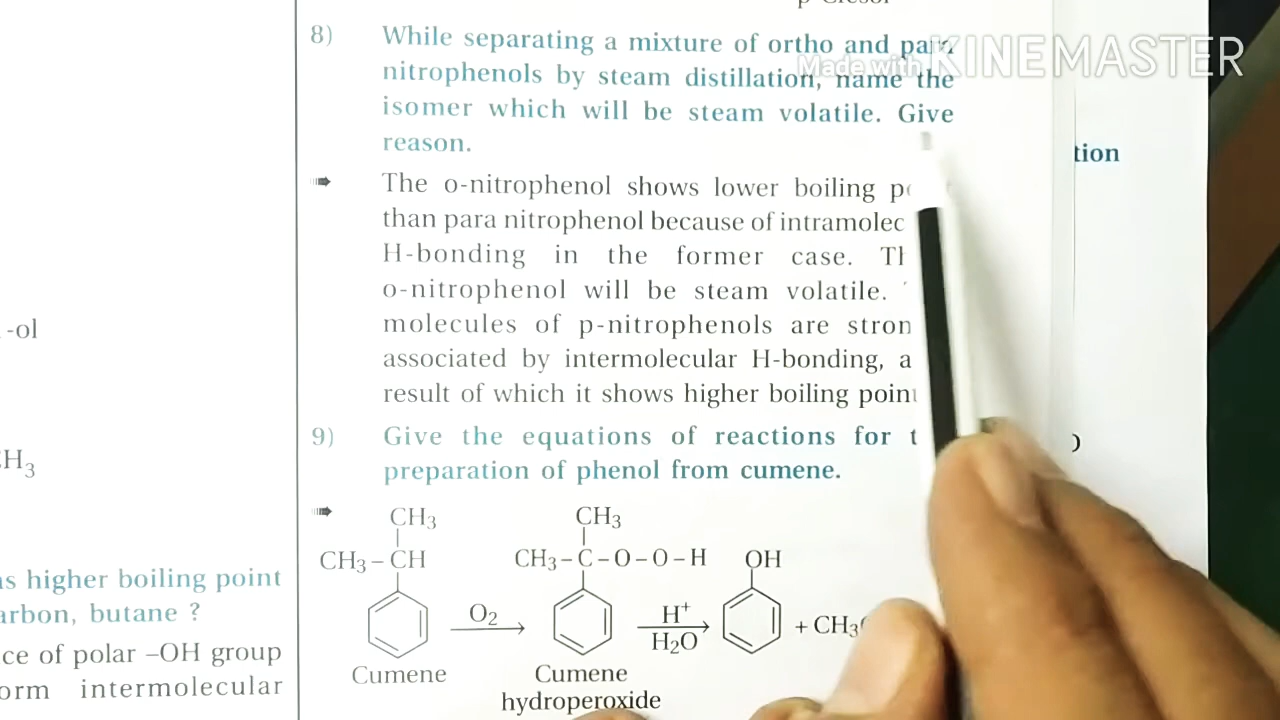 p-Cresol
8) While separating a mixture of ortho and para
nitrophenols by steam distillation, name the
isomer which will be steam volatile. Give
reason.
The o-nitrophenol shows lower boiling
than para nitrophenol because of intramolec
H-bonding in the former case.
o-nitrophenol will be steam volatile.
molecules of p-nitrophenols are stron
associated by intermolecular H-bonding, a
result of which it shows higher boiling poin
9) Give the equations of reactions for t
preparation of phenol from cumene.
CH3 CH3
CH3–CH CH3–C–O–O–H OH
O2 H+
H2O + CH3
Cumene Cumene
hydroperoxide
-ol
CH3
as higher boiling point
arbon, butane ?
ce of polar –OH group
orm intermolecular
tion
)
Made with KINEMASTER